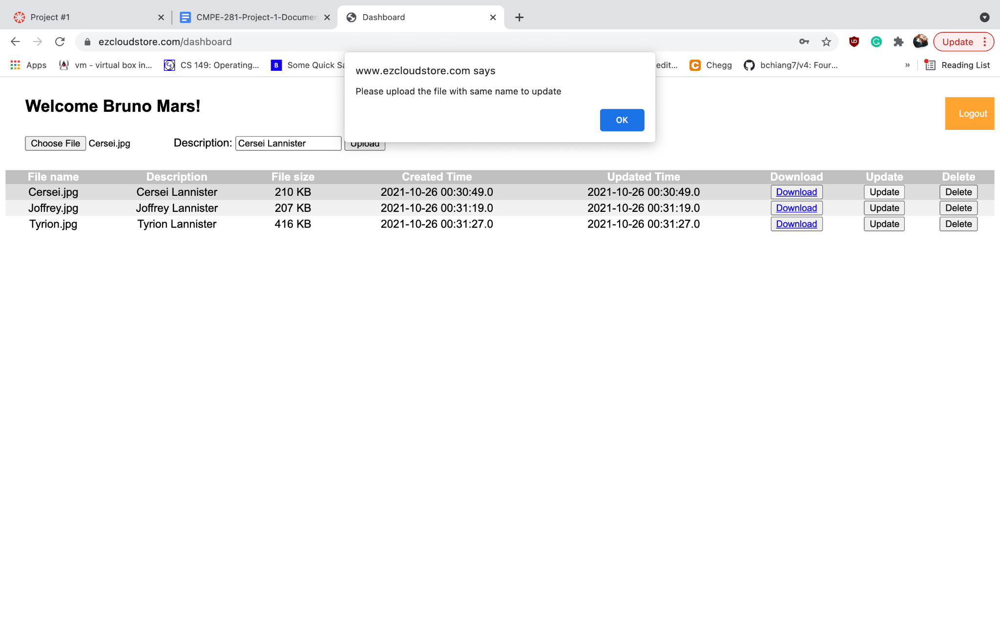 Project #1
CMPE-281-Project-1-Documen
Dashboard
ezcloudstore.com/dashboard
Update
Apps
vm - virtual box in...
CS 149: Operating...
B
Some Quick Sa
edit...
Chegg
bchiang7/v4: Four...
»
Reading List
www.ezcloudstore.com says
Please upload the file with same name to update
OK
Welcome Bruno Mars!
Logout
Choose File Cersei.jpg Description: Cersei Lannister Upload
File name Description File size Created Time Updated Time Download Update Delete
Cersei.jpg Cersei Lannister 210 KB 2021-10-26 00:30:49.0 2021-10-26 00:30:49.0 Download Update Delete
Joffrey.jpg Joffrey Lannister 207 KB 2021-10-26 00:31:19.0 2021-10-26 00:31:19.0 Download Update Delete
Tyrion.jpg Tyrion Lannister 416 KB 2021-10-26 00:31:27.0 2021-10-26 00:31:27.0 Download Update Delete